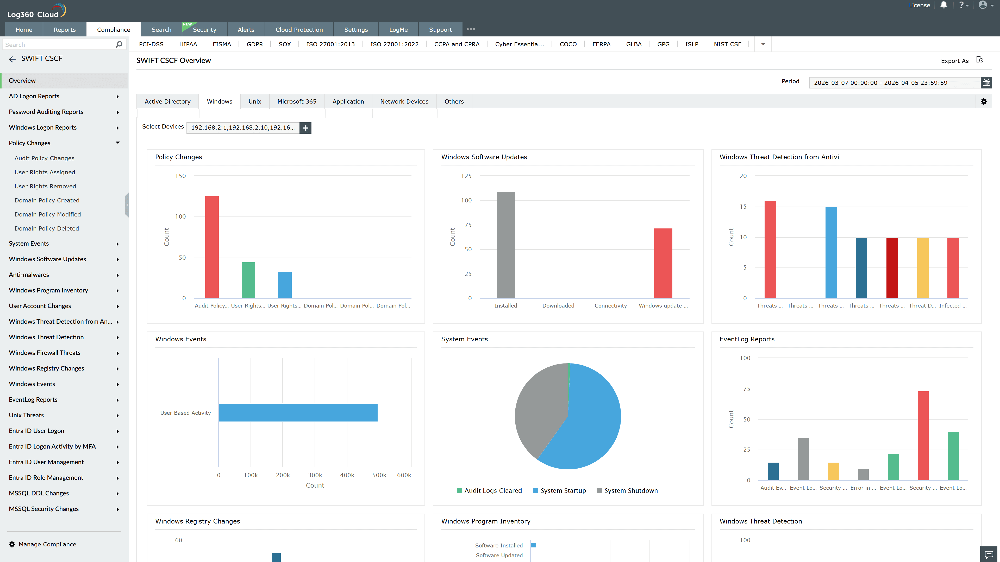 Log360 Cloud
License
?
Home
Reports
Compliance
Search
NEW
Security
Alerts
Cloud Protection
Settings
LogMe
Support
Search
PCI-DSS
HIPAA
FISMA
GDPR
SOX
ISO 27001:2013
ISO 27001:2022
CCPA and CPRA
Cyber Essentia...
COCO
FERPA
GLBA
GPG
ISLP
NIST CSF
SWIFT CSCF
Overview
AD Logon Reports
Password Auditing Reports
Windows Logon Reports
Policy Changes
Audit Policy Changes
User Rights Assigned
User Rights Removed
Domain Policy Created
Domain Policy Modified
Domain Policy Deleted
System Events
Windows Software Updates
Anti-malwares
Windows Program Inventory
User Account Changes
Windows Threat Detection from An...
Windows Threat Detection
Windows Firewall Threats
Windows Registry Changes
Windows Events
EventLog Reports
Unix Threats
Entra ID User Logon
Entra ID Logon Activity by MFA
Entra ID User Management
Entra ID Role Management
MSSQL DDL Changes
MSSQL Security Changes
Manage Compliance
SWIFT CSCF Overview
Export As
Period
2026-03-07 00:00:00 - 2026-04-05 23:59:59
Active Directory
Windows
Unix
Microsoft 365
Application
Network Devices
Others
Select Devices
192.168.2.1,192.168.2.10,192.16...
Policy Changes
150
100
50
0
Count
Audit Policy...
User Rights...
User Rights...
Domain Pol...
Domain Pol...
Domain Pol...
Windows Software Updates
125
100
75
50
25
0
Count
Installed
Downloaded
Connectivity
Windows update ...
Windows Threat Detection from Antivi...
20
15
10
5
0
Count
Threats ...
Threats ...
Threats ...
Threats ...
Threats ...
Threat D...
Infected ...
Windows Events
User Based Activity
0
100k
200k
300k
400k
500k
600k
Count
System Events
Audit Logs Cleared
System Startup
System Shutdown
EventLog Reports
100
75
50
25
0
Count
Audit Ev...
Event Lo...
Security ...
Error in ...
Event Lo...
Security ...
Event Lo...
Windows Registry Changes
60
Windows Program Inventory
Software Installed
Software Updated
Windows Threat Detection
100